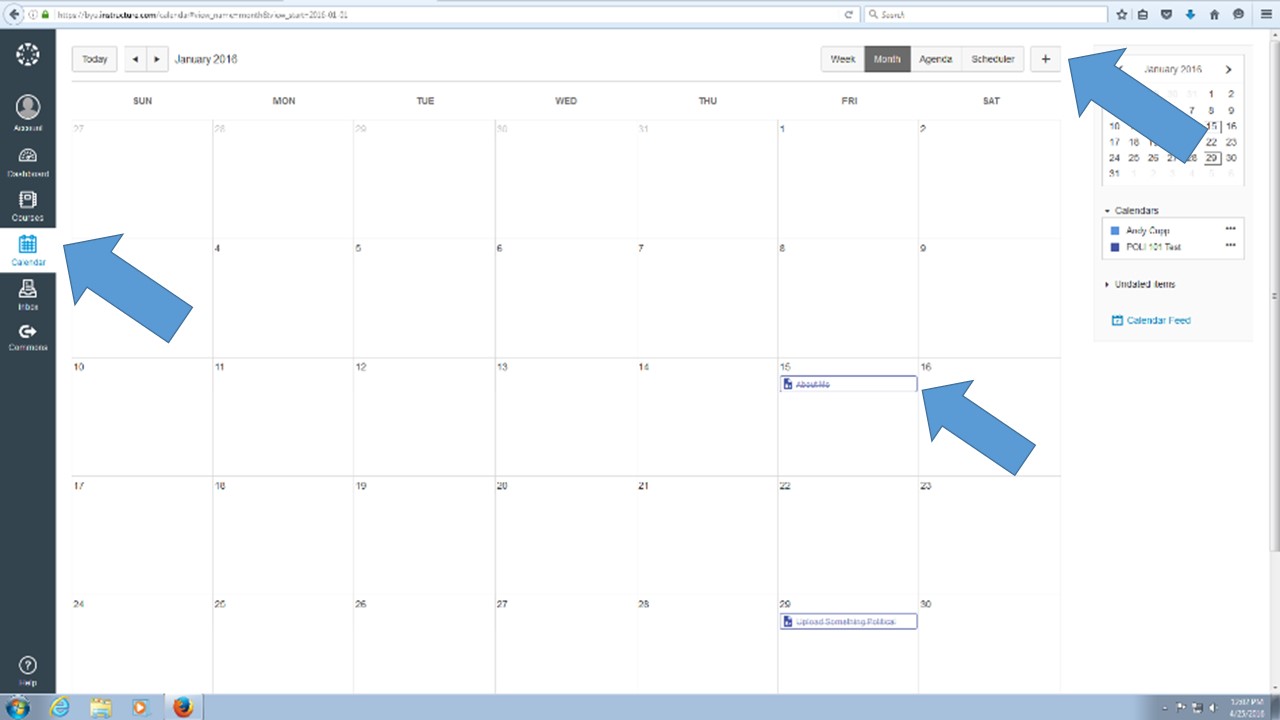 https://byu.instructure.com/calendar#view_name=month&view_start=2016-01-01
Search
Today
January 2016
Week
Month
Agenda
Scheduler
+
SUN MON TUE WED THU FRI SAT
27 28 29 30 31 1 2
4 5 6 7 8 9
10 11 12 13 14 15 16
About Me
17 18 19 20 21 22 23
24 25 26 27 28 29 30
Upload Something Political
Account
Dashboard
Courses
Calendar
Inbox
Commons
Help
January 2016
30 31 1 2
7 8 9
10 15 16
17 18 22 23
24 25 26 27 28 29 30
31 1 2 3 4 5 6
Calendars
Andy Cupp
POLI 101 Test
Undated items
Calendar Feed
12:07 PM
4/25/2016